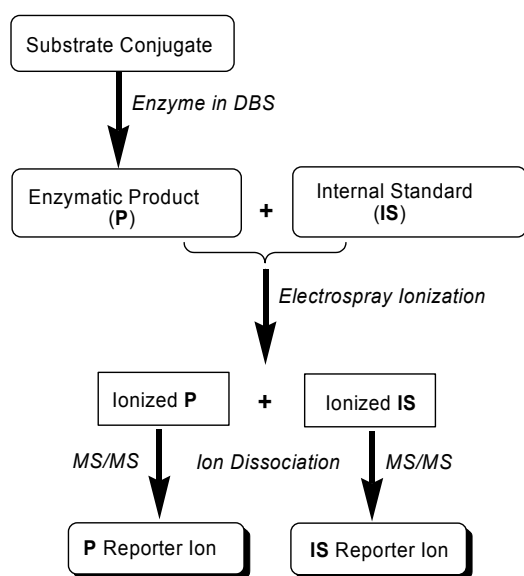 Substrate Conjugate
Enzyme in DBS
Enzymatic Product
(P)
+
Internal Standard
(IS)
Electrospray Ionization
Ionized P
+
Ionized IS
MS/MS
Ion Dissociation
MS/MS
P Reporter Ion
IS Reporter Ion